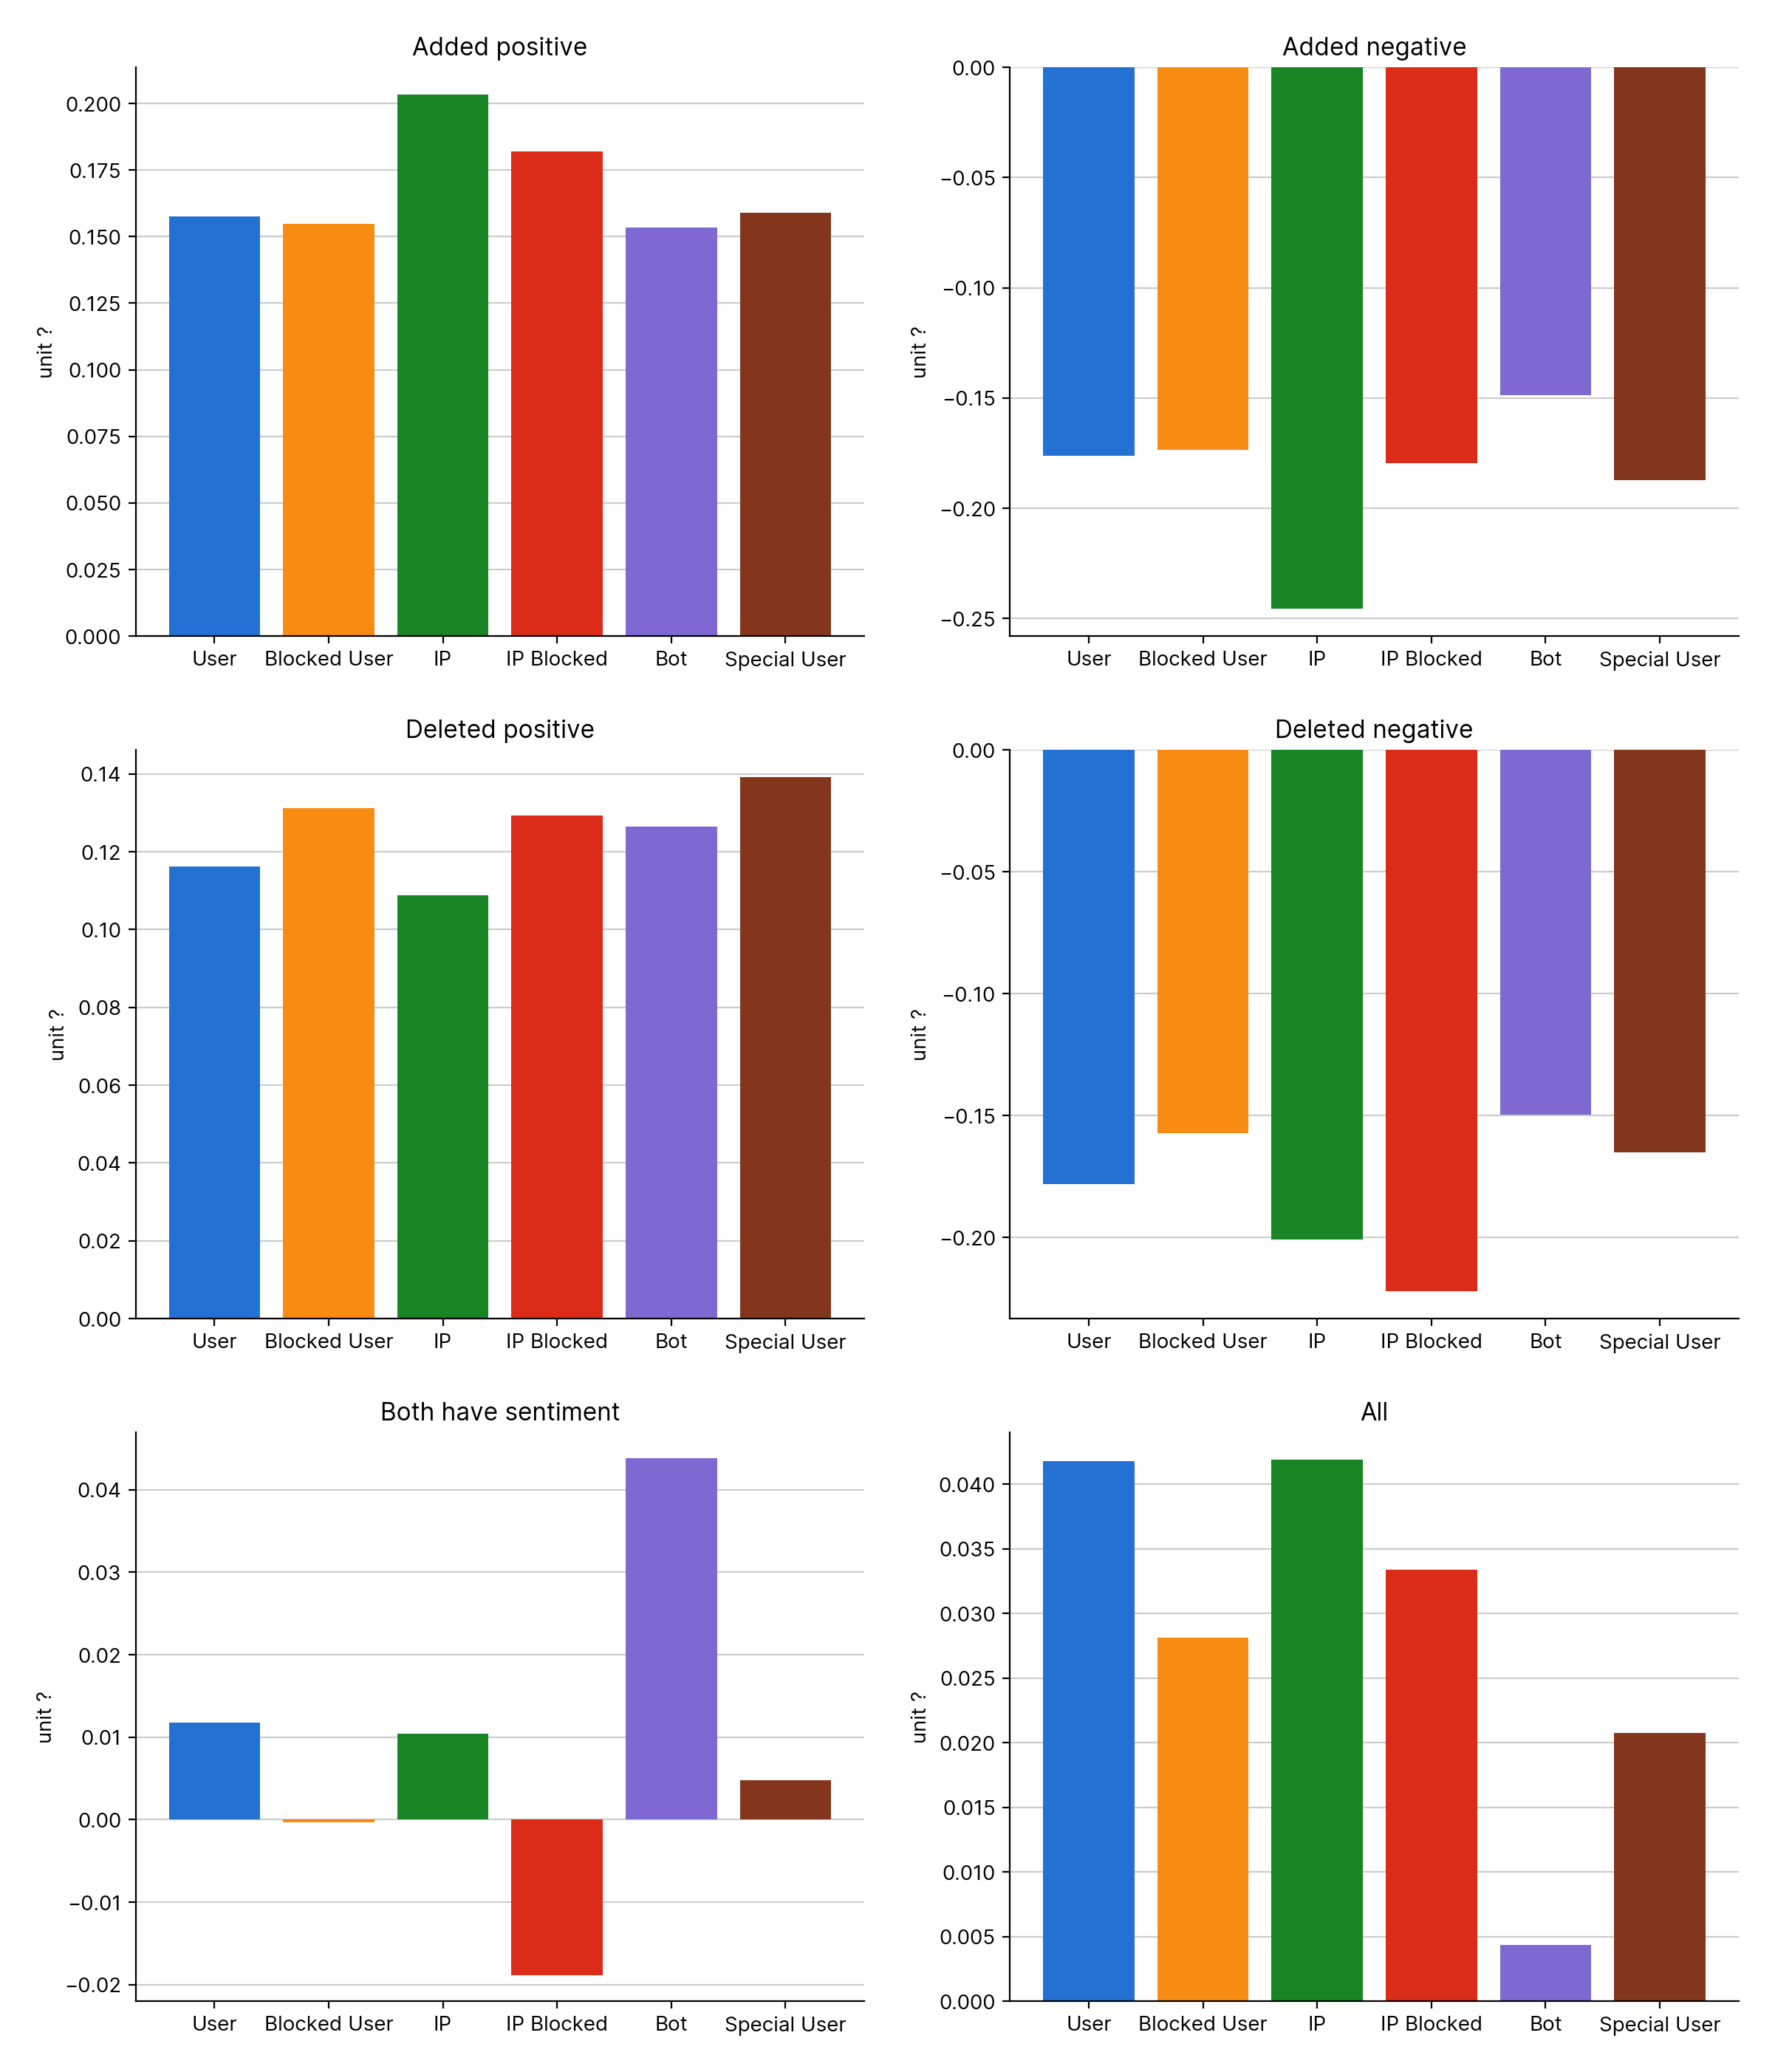 Added positive
0.200
0.175
0.150
0.125
0.100
0.075
0.050
0.025
0.000
unit ?
User Blocked User IP IP Blocked Bot Special User
Added negative
0.00
−0.05
−0.10
−0.15
−0.20
−0.25
unit ?
User Blocked User IP IP Blocked Bot Special User
Deleted positive
0.14
0.12
0.10
0.08
0.06
0.04
0.02
0.00
unit ?
User Blocked User IP IP Blocked Bot Special User
Deleted negative
0.00
−0.05
−0.10
−0.15
−0.20
unit ?
User Blocked User IP IP Blocked Bot Special User
Both have sentiment
0.04
0.03
0.02
0.01
0.00
−0.01
−0.02
unit ?
User Blocked User IP IP Blocked Bot Special User
All
0.040
0.035
0.030
0.025
0.020
0.015
0.010
0.005
0.000
unit ?
User Blocked User IP IP Blocked Bot Special User